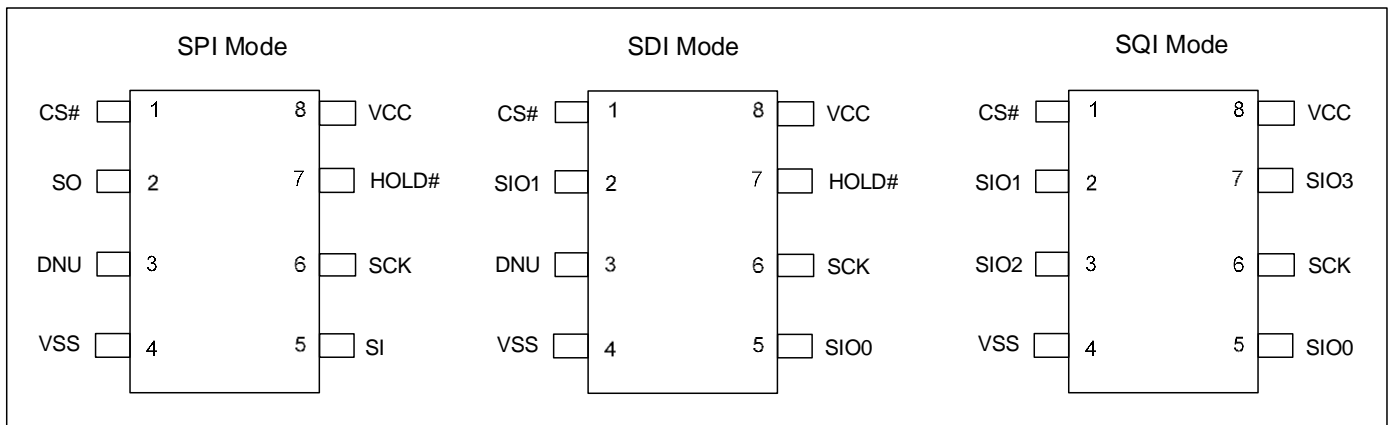 SPI Mode
CS# 1 8 VCC
SO 2 7 HOLD#
DNU 3 6 SCK
VSS 4 5 SI
SDI Mode
CS# 1 8 VCC
SIO1 2 7 HOLD#
DNU 3 6 SCK
VSS 4 5 SIO0
SQI Mode
CS# 1 8 VCC
SIO1 2 7 SIO3
SIO2 3 6 SCK
VSS 4 5 SIO0